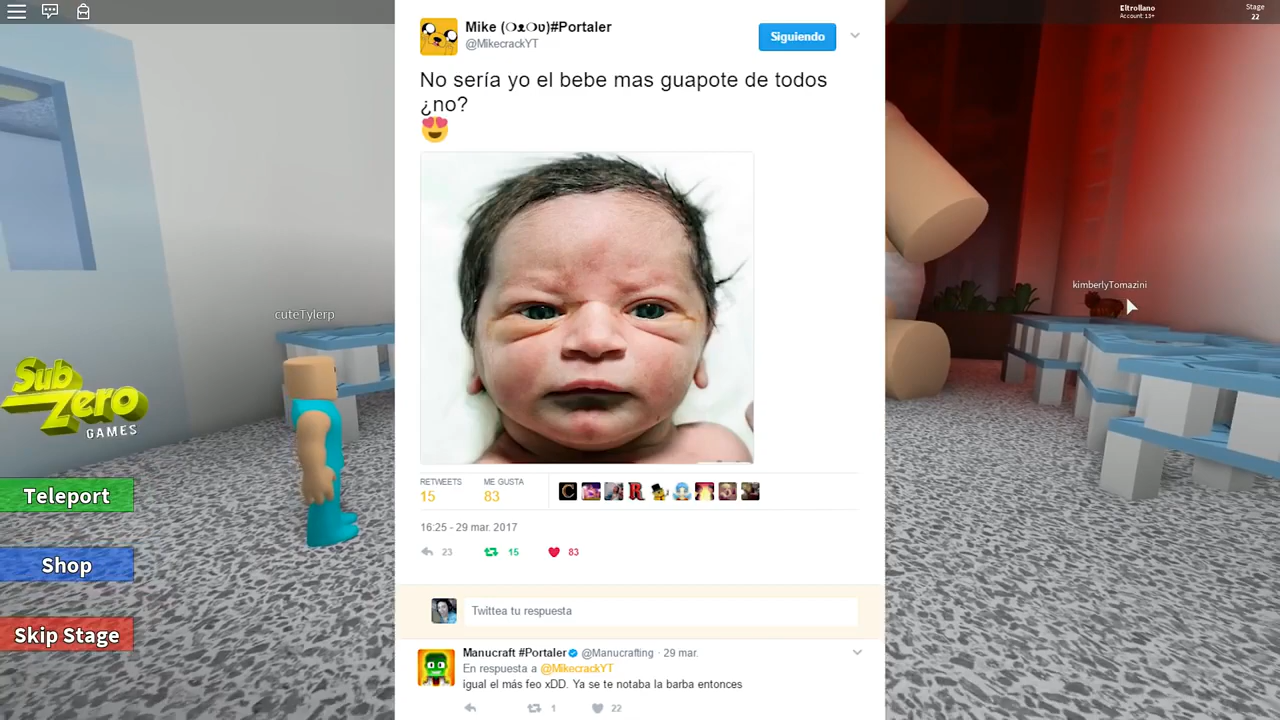 Eltrollano
Account: 13+
Stage
22
Mike (❍ᴥ❍ʋ)#Portaler
@MikecrackYT
Siguiendo
No sería yo el bebe mas guapote de todos
¿no?
😍
kimberlyTomazini
cuteTylerp
Sub
Zero
GAMES
Teleport
Shop
Skip Stage
RETWEETS
15
ME GUSTA
83
C
R
16:25 - 29 mar. 2017
23
15
83
Twittea tu respuesta
Manucraft #Portaler @Manucrafting · 29 mar.
En respuesta a @MikecrackYT
igual el más feo xDD. Ya se te notaba la barba entonces
1
22